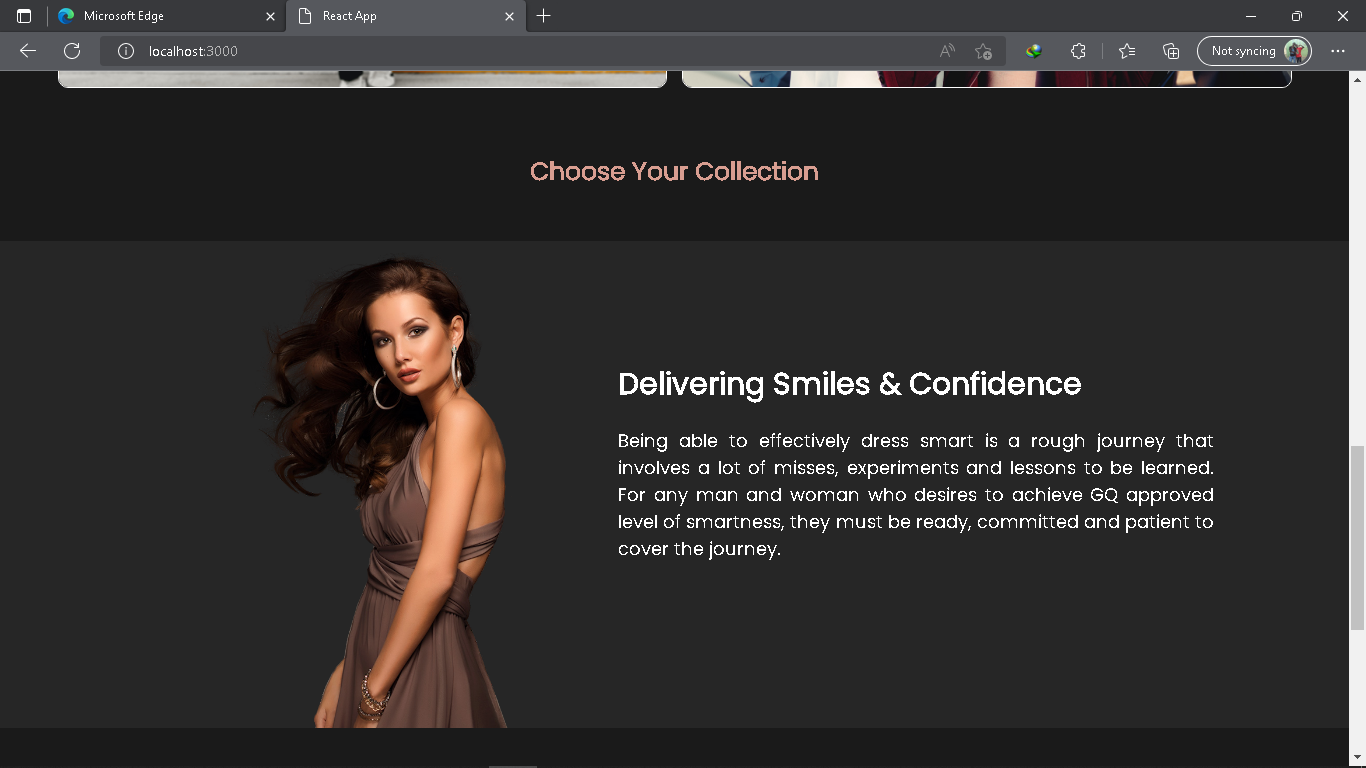 Microsoft Edge
React App
localhost:3000
Not syncing
Choose Your Collection
Delivering Smiles & Confidence
Being able to effectively dress smart is a rough journey that
involves a lot of misses, experiments and lessons to be learned.
For any man and woman who desires to achieve GQ approved
level of smartness, they must be ready, committed and patient to
cover the journey.